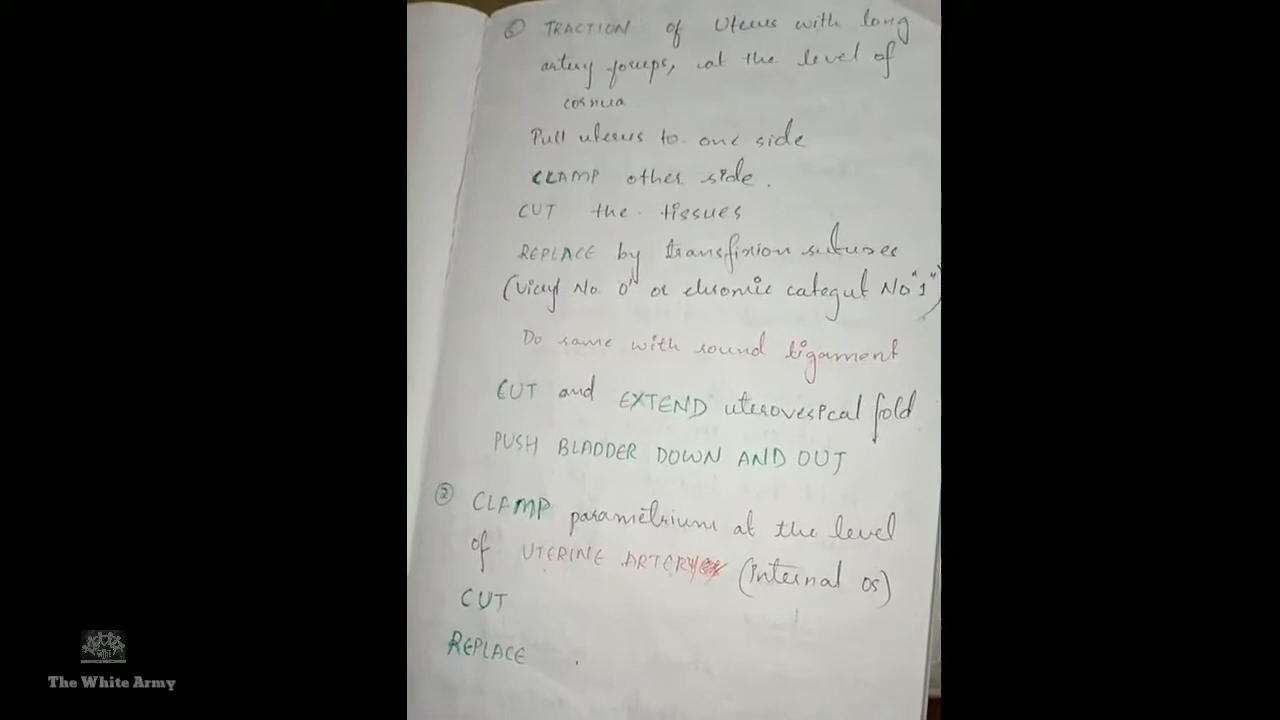 ① TRACTION of Uterus with long
artery forceps, at the level of
cornua
Pull uterus to one side
CLAMP other side.
CUT the tissues
REPLACE by transfixion sutures
(Vicryl No. 0" or chromic categut No "1")
Do same with round ligament
CUT and EXTEND uterovesical fold
PUSH BLADDER DOWN AND OUT
② CLAMP parametrium at the level
of UTERINE ARTERY (internal os)
CUT
REPLACE
The White Army